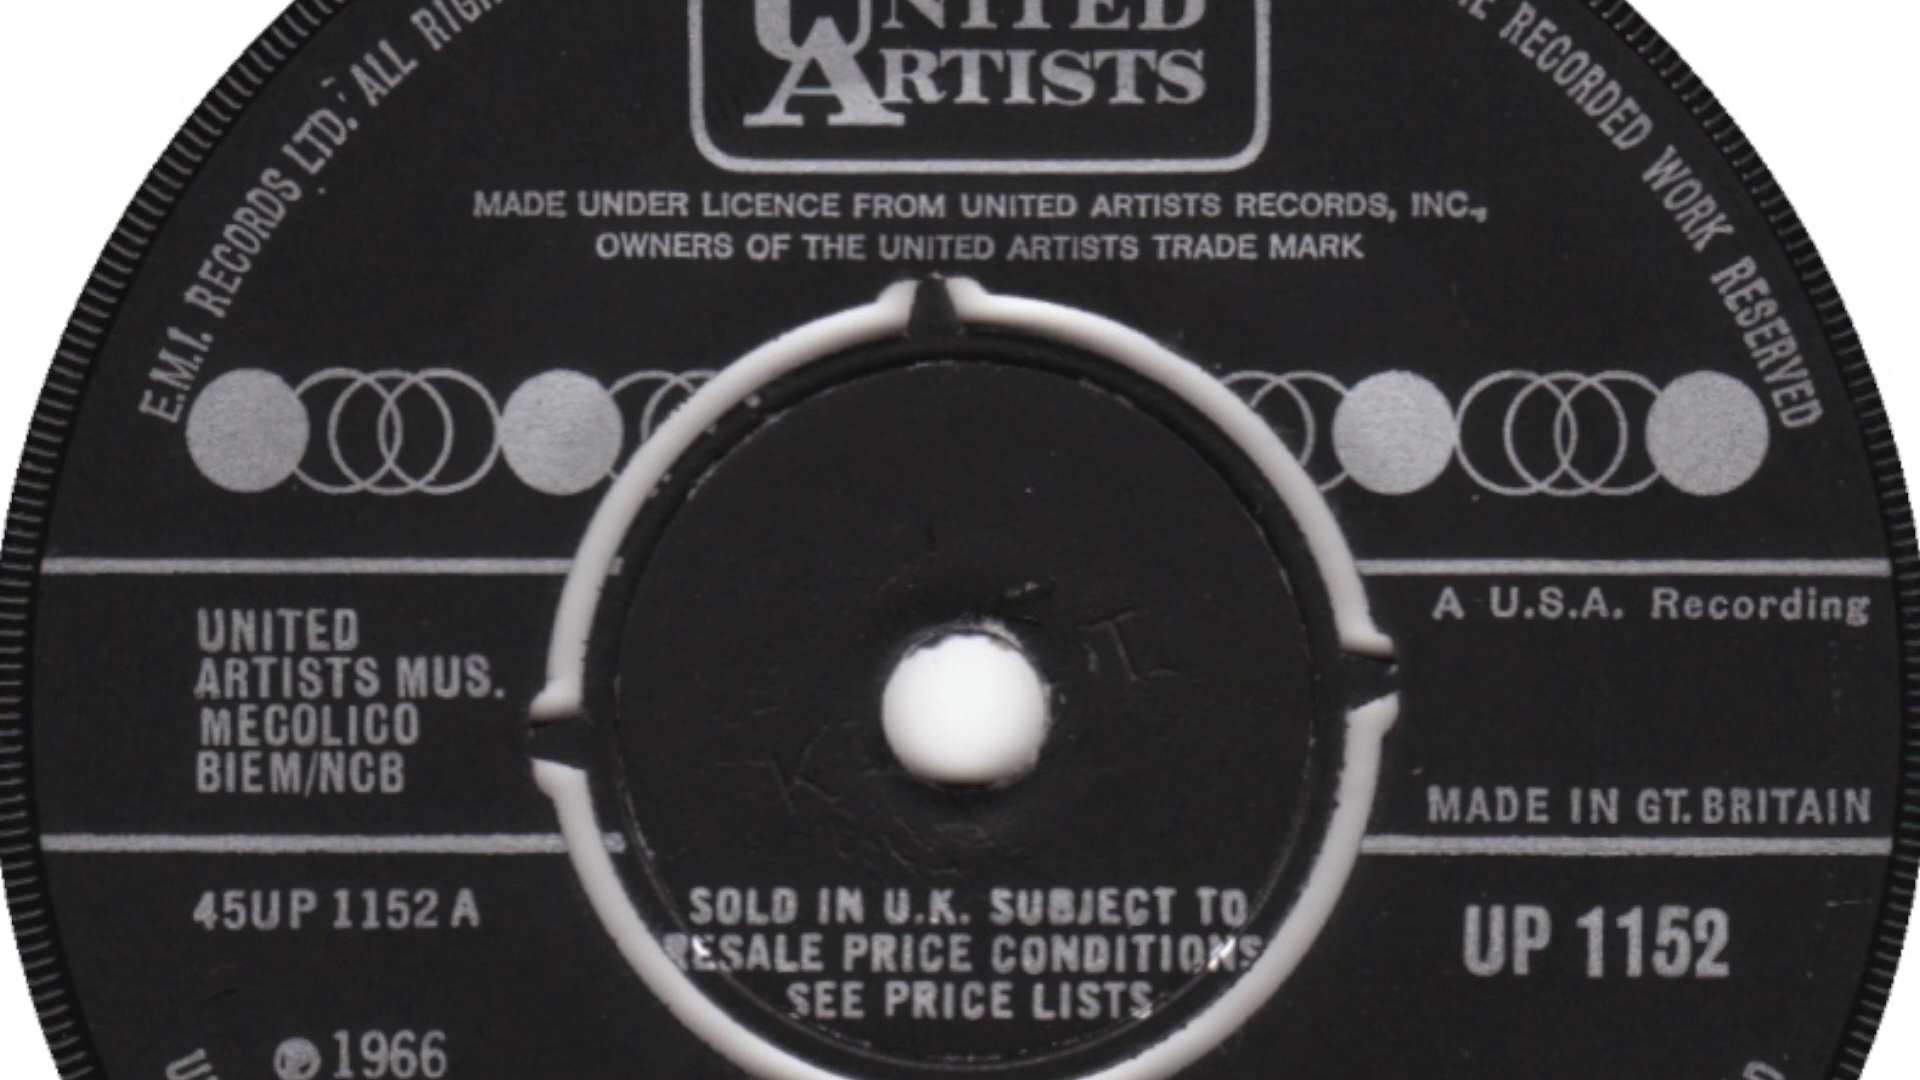 UNITED
ARTISTS
E.M.I. RECORDS LTD. ALL
RECORDED WORK RESERVED
MADE UNDER LICENCE FROM UNITED ARTISTS RECORDS, INC.,
OWNERS OF THE UNITED ARTISTS TRADE MARK
UNITED
ARTISTS MUS.
MECOLICO
BIEM/NCB
A U.S.A. Recording
MADE IN GT. BRITAIN
45UP 1152 A
UP 1152
SOLD IN U.K. SUBJECT TO
RESALE PRICE CONDITIONS
SEE PRICE LISTS
℗ 1966